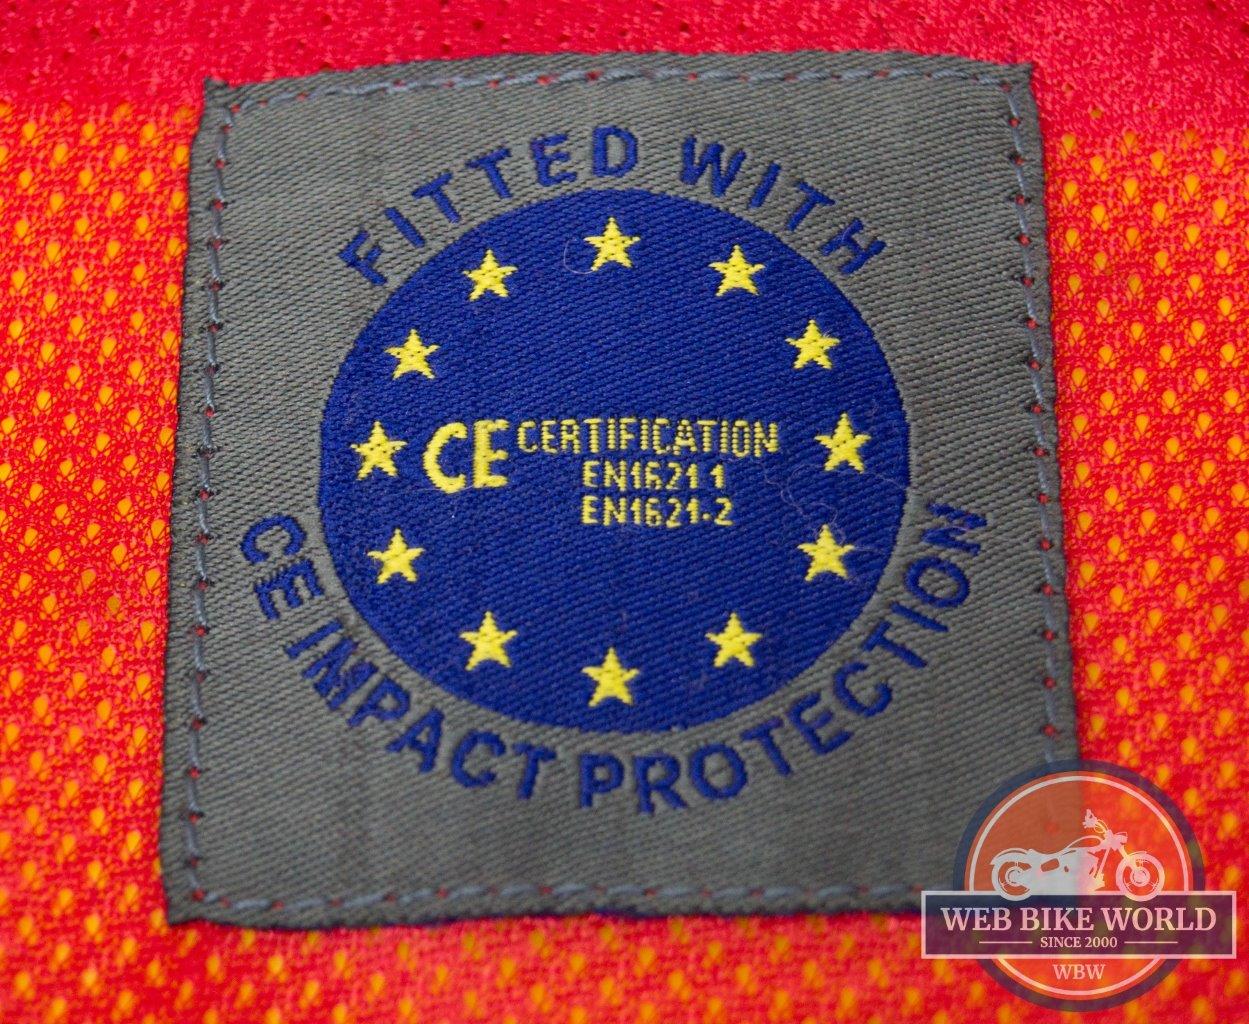 FITTED WITH
CE CERTIFICATION
EN1621 1
EN1621-2
CE IMPACT PROTECTION
WEB BIKE WORLD
SINCE 2000
WBW